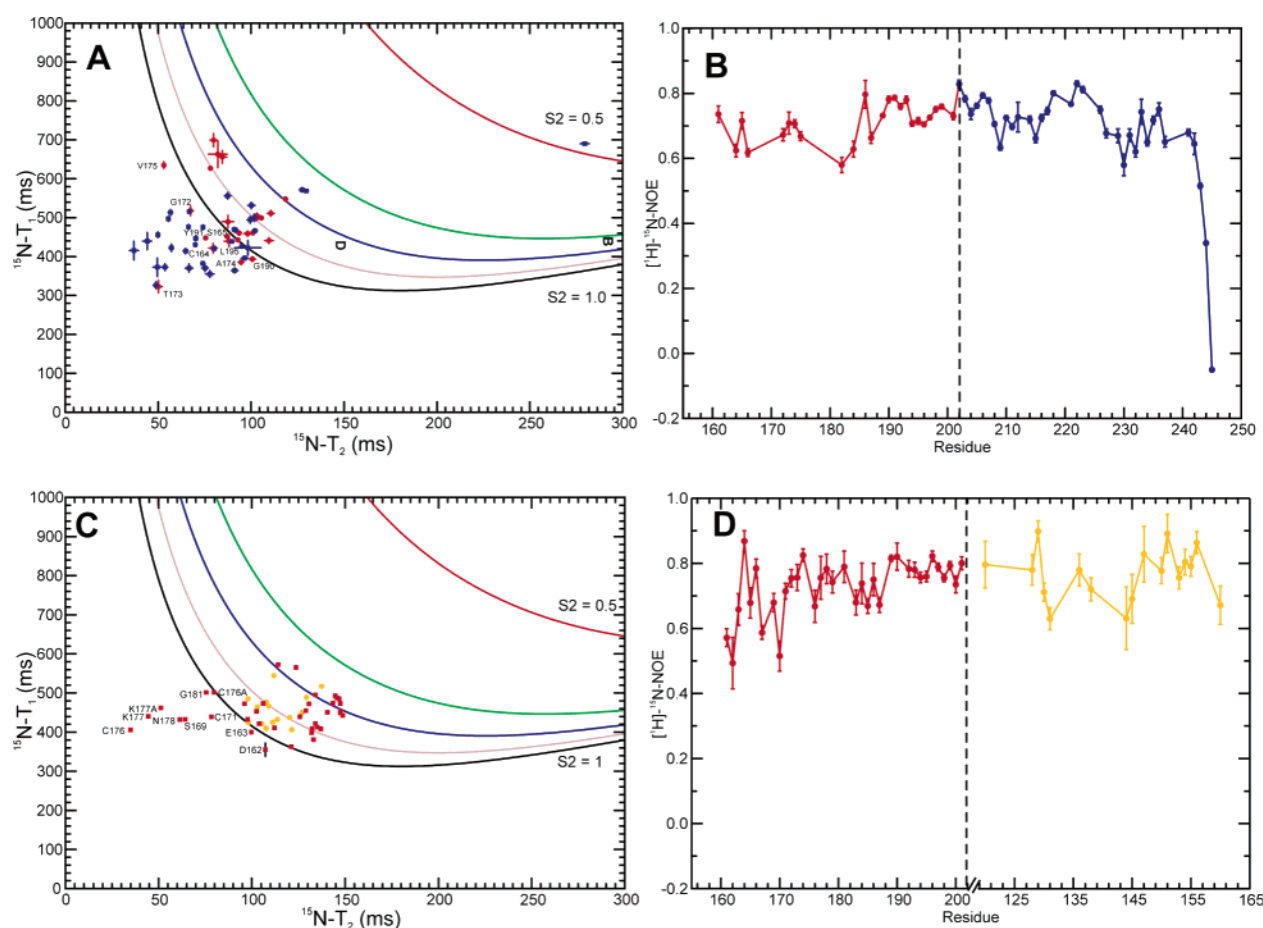 1000
900
800
700
600
500
400
300
200
100
0
¹⁵N-T₁ (ms)
A
S2 = 0.5
V175
G172
Y191 S165
D
B
C164
L195
A174
G190
S2 = 1.0
T173
0
50
100
150
200
250
300
¹⁵N-T₂ (ms)
1.0
0.8
0.6
0.4
0.2
0.0
-0.2
[¹H]-¹⁵N-NOE
B
160
170
180
190
200
210
220
230
240
250
Residue
1000
900
800
700
600
500
400
300
200
100
0
¹⁵N-T₁ (ms)
C
S2 = 0.5
G181
C176A
K177A
K177
N178
C171
C176
S169
E163
D162
S2 = 1
0
50
100
150
200
250
300
¹⁵N-T₂ (ms)
1.0
0.8
0.6
0.4
0.2
0.0
-0.2
[¹H]-¹⁵N-NOE
D
160
170
180
190
200
125
135
145
155
165
Residue